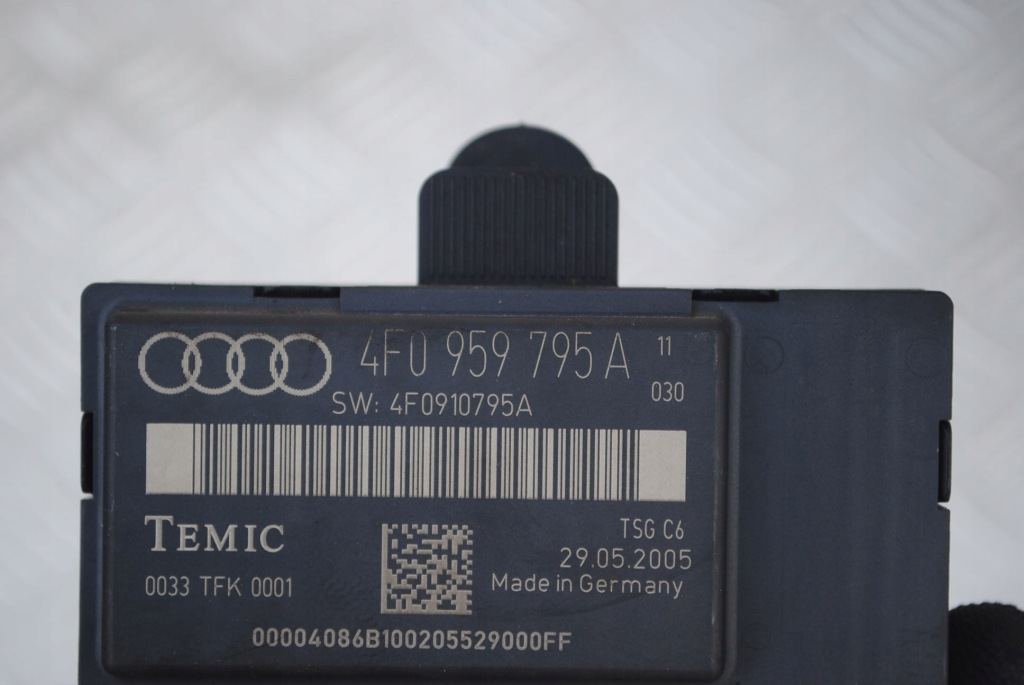 4F0 959 795 A 11
030
SW: 4F0910795A
TEMIC
TSG C6
29.05.2005
0033 TFK 0001
Made in Germany
00004086B100205529000FF